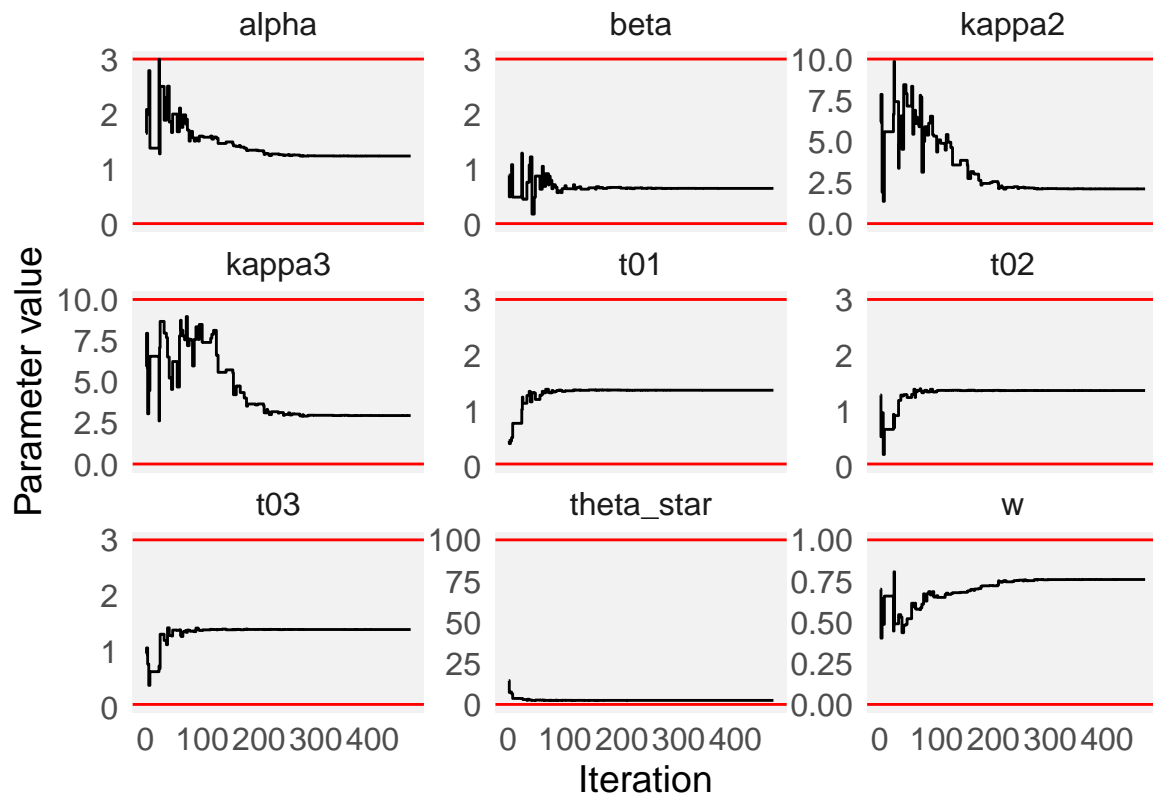 alpha beta kappa2
3 3 10.0
2 2 7.5
5.0
1 1 2.5
0 0 0.0
kappa3 t01 t02
10.0 3 3
7.5 2 2
5.0
2.5 1 1
0.0 0 0
t03 theta_star w
3 100 1.00
2 75 0.75
50 0.50
1 25 0.25
0 0 0.00
0 100 200 300 400 0 100 200 300 400 0 100 200 300 400
Iteration
Parameter value